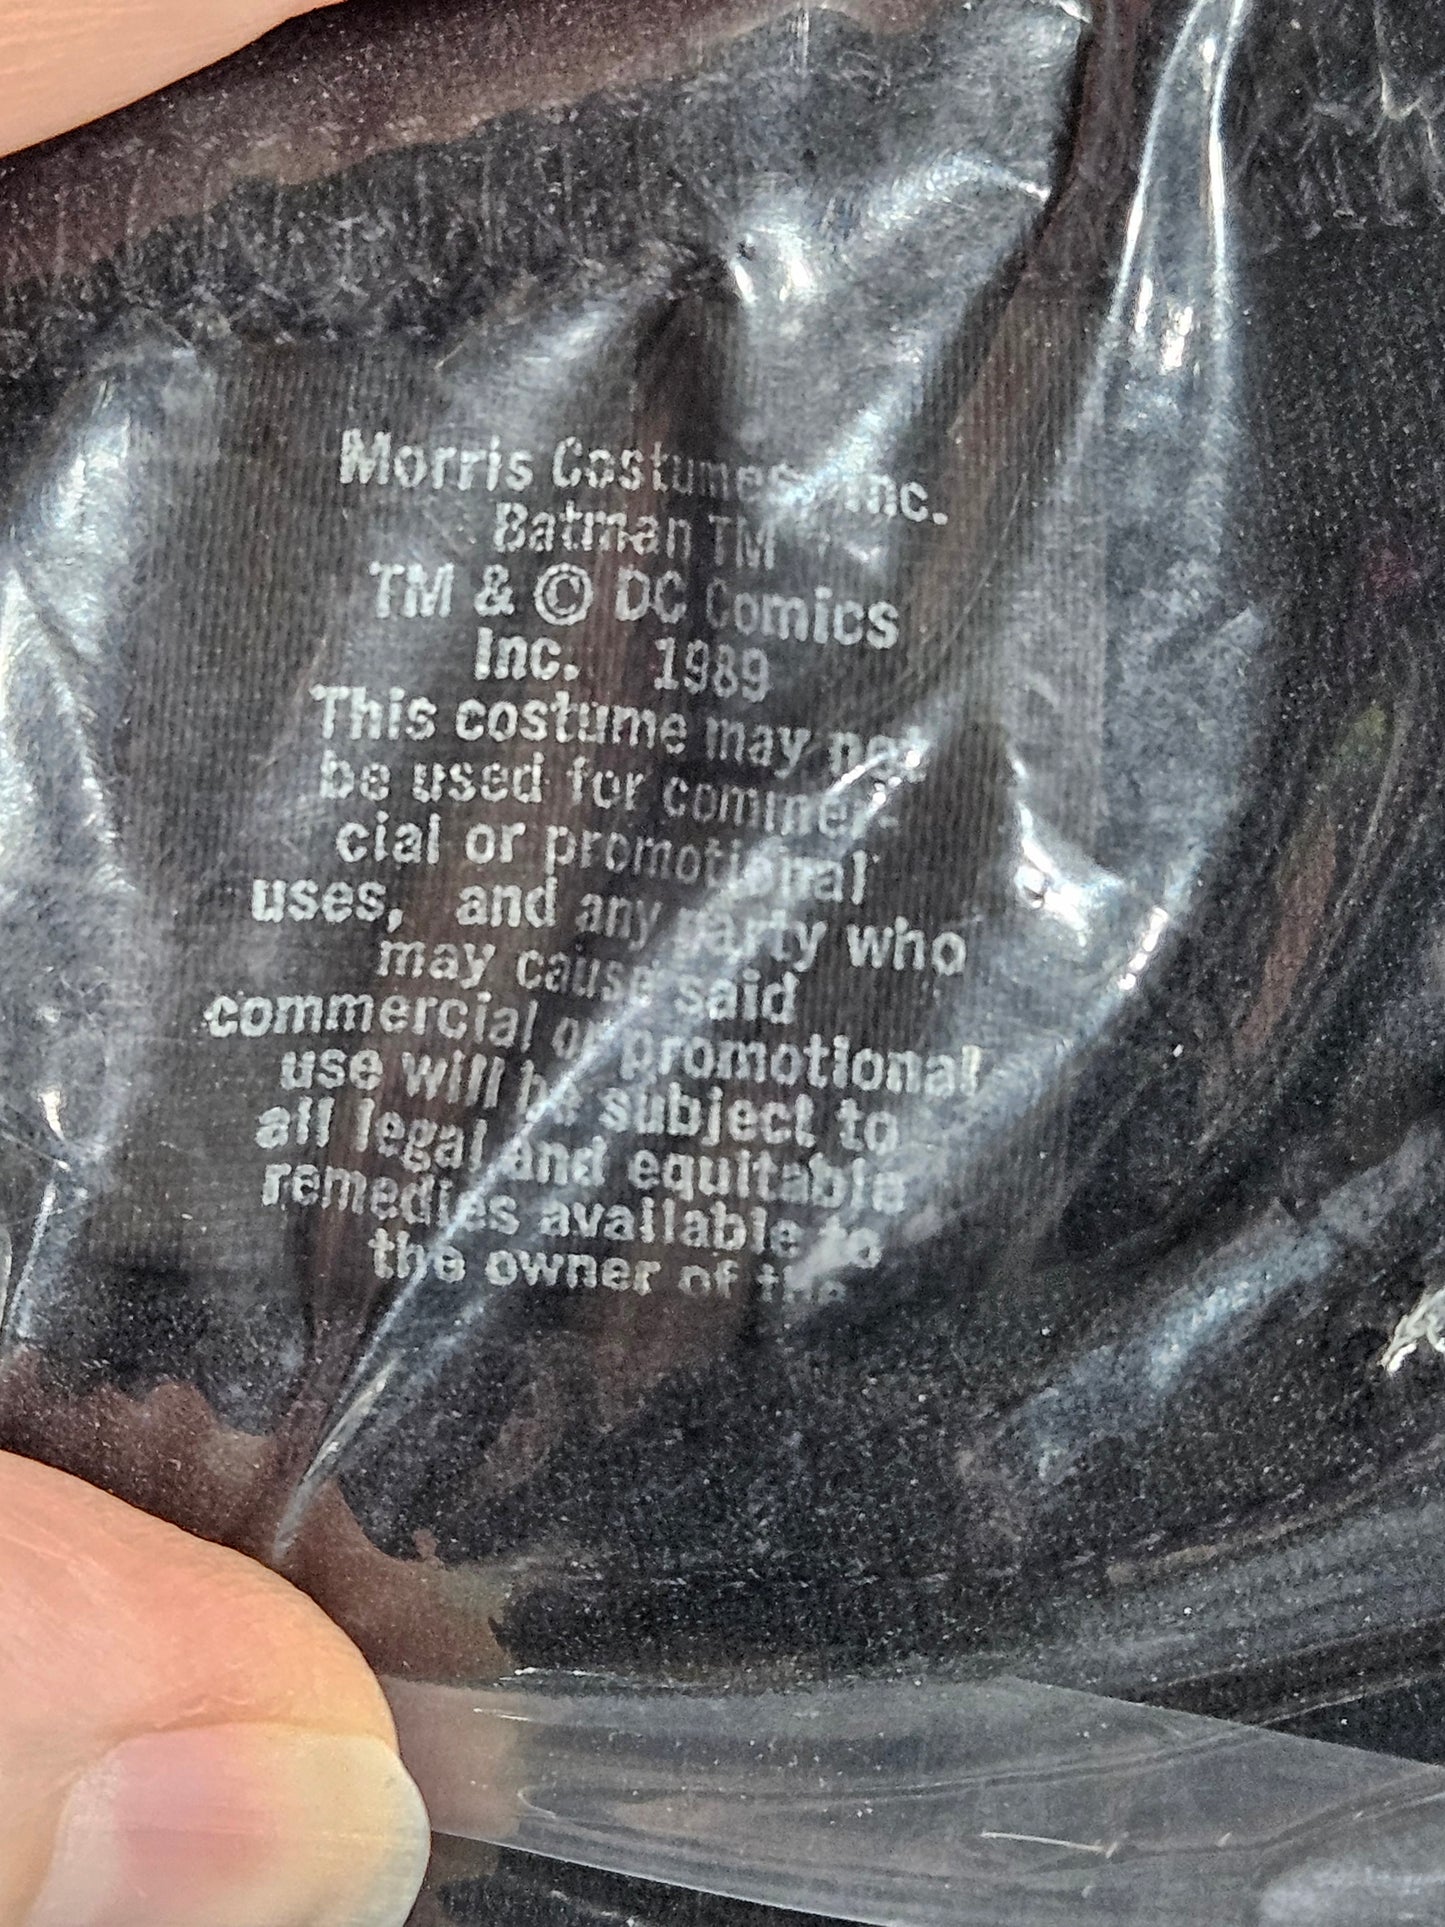 Morris Costumes, Inc.
Batman TM
TM & © DC Comics
Inc. 1989
This costume may not
be used for commer-
cial or promotional
uses, and any party who
may cause said
commercial or promotional
use will be subject to
all legal and equitable
remedies available to
the owner of the